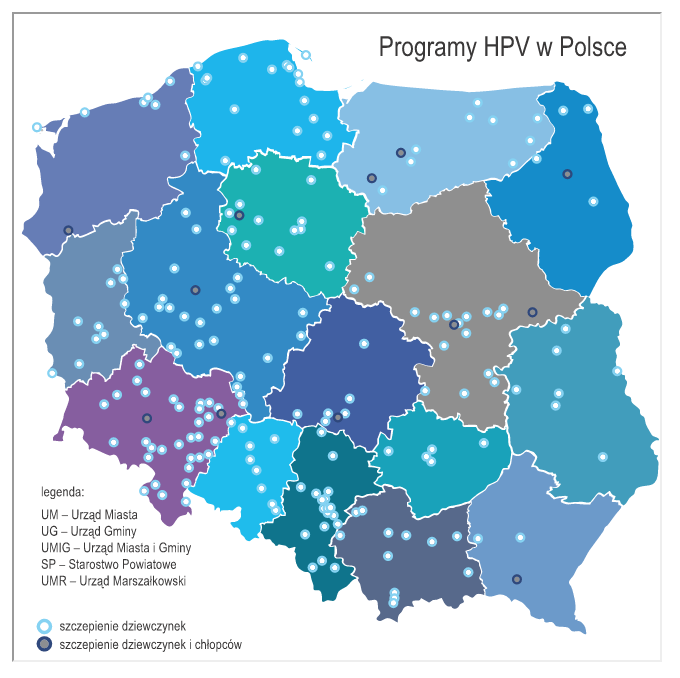 Programy HPV w Polsce
legenda:
UM – Urząd Miasta
UG – Urząd Gminy
UMIG – Urząd Miasta i Gminy
SP – Starostwo Powiatowe
UMR – Urząd Marszałkowski
szczepienie dziewczynek
szczepienie dziewczynek i chłopców